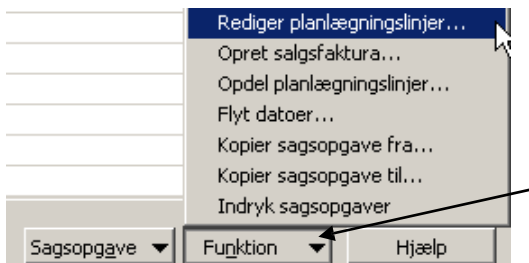 Rediger planlægningslinjer...
Opret salgsfaktura...
Opdel planlægningslinjer...
Flyt datoer...
Kopier sagsopgave fra...
Kopier sagsopgave til...
Indryk sagsopgaver
Sagsopgave Funktion Hjælp